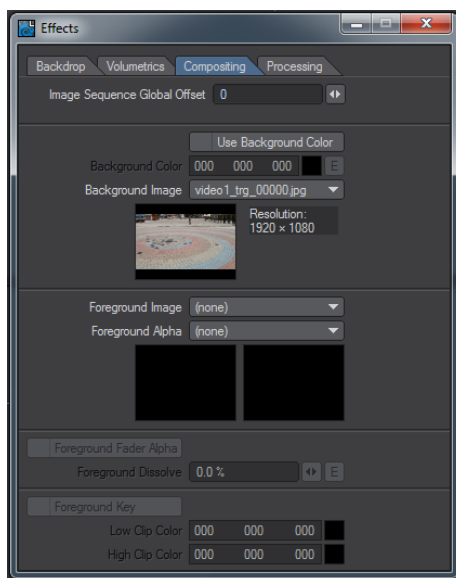 Effects
Backdrop Volumetrics Compositing Processing
Image Sequence Global Offset 0
Use Background Color
Background Color 000 000 000 E
Background Image video1_trg_00000.jpg
Resolution:
1920 × 1080
Foreground Image (none)
Foreground Alpha (none)
Foreground Fader Alpha
Foreground Dissolve 0.0 % E
Foreground Key
Low Clip Color 000 000 000
High Clip Color 000 000 000